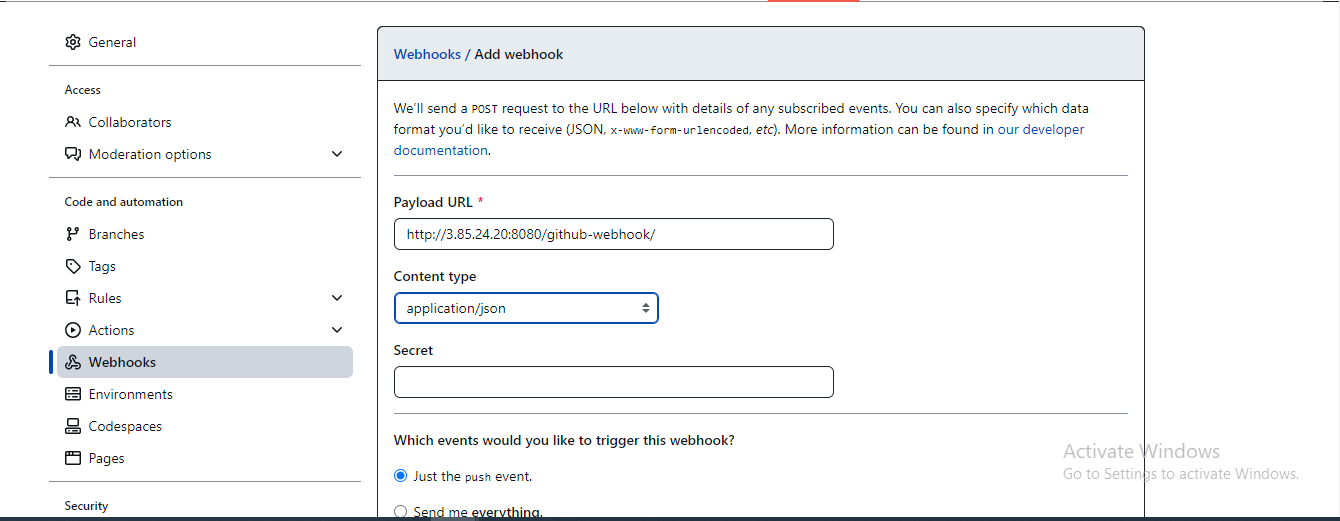 General
Access
Collaborators
Moderation options
Code and automation
Branches
Tags
Rules
Actions
Webhooks
Environments
Codespaces
Pages
Security
Webhooks / Add webhook
We'll send a POST request to the URL below with details of any subscribed events. You can also specify which data
format you'd like to receive (JSON, x-www-form-urlencoded, etc). More information can be found in our developer
documentation.
Payload URL *
http://3.85.24.20:8080/github-webhook/
Content type
application/json
Secret
Which events would you like to trigger this webhook?
Just the push event.
Send me everything.
Activate Windows
Go to Settings to activate Windows.